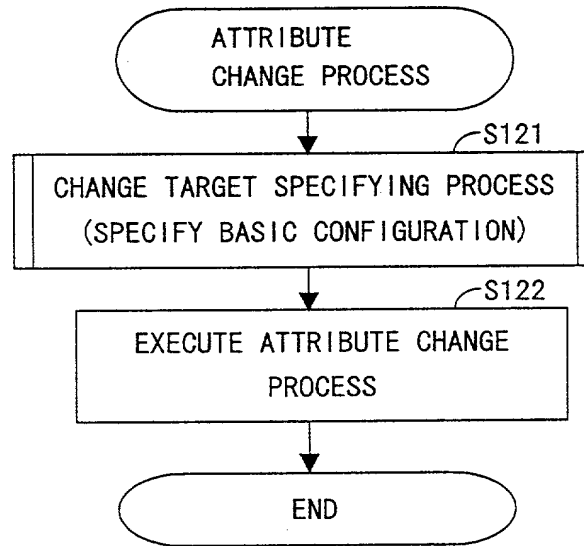 ATTRIBUTE
CHANGE PROCESS
S121
CHANGE TARGET SPECIFYING PROCESS
(SPECIFY BASIC CONFIGURATION)
S122
EXECUTE ATTRIBUTE CHANGE
PROCESS
END